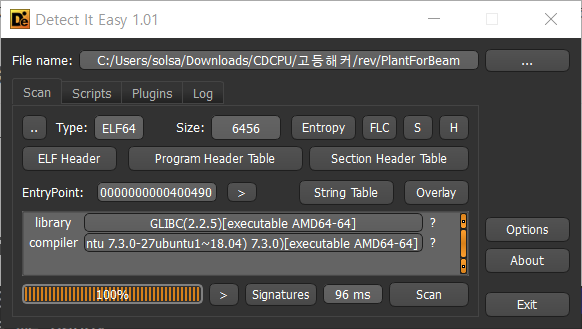 Detect It Easy 1.01
File name: C:/Users/solsa/Downloads/CDCPU/고등해커/rev/PlantForBeam ...
Scan Scripts Plugins Log
.. Type: ELF64 Size: 6456 Entropy FLC S H
ELF Header Program Header Table Section Header Table
EntryPoint: 0000000000400490 > String Table Overlay
library GLIBC(2.2.5)[executable AMD64-64] ?
compiler ntu 7.3.0-27ubuntu1~18.04) 7.3.0)[executable AMD64-64] ?
Options
About
100% > Signatures 96 ms Scan
Exit